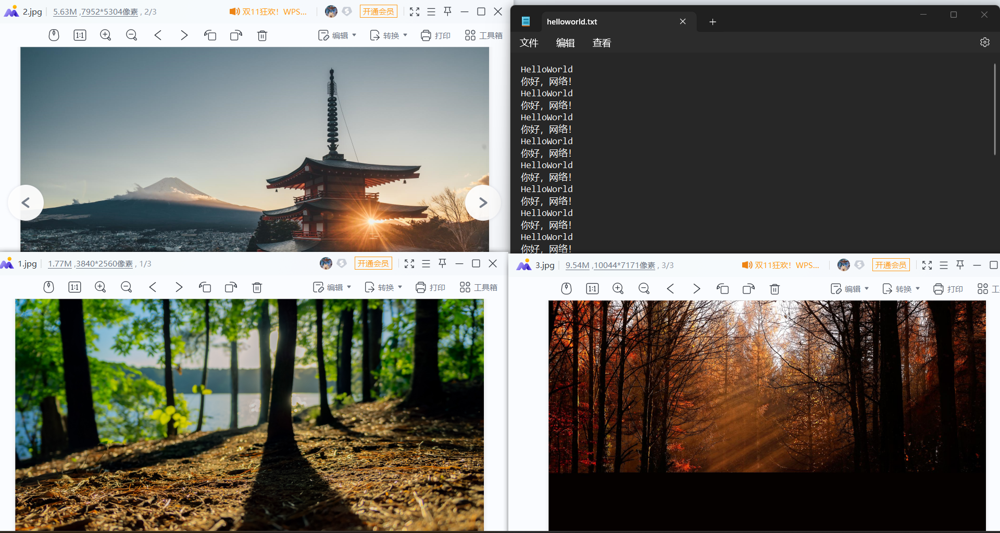 2.jpg 5.63M ,7952*5304像素 , 2/3 双11狂欢！WPS... 开通会员
1:1 编辑 转换 打印 工具箱
helloworld.txt
文件 编辑 查看
HelloWorld
你好，网络！
HelloWorld
你好，网络！
HelloWorld
你好，网络！
HelloWorld
你好，网络！
HelloWorld
你好，网络！
HelloWorld
你好，网络！
HelloWorld
你好，网络！
HelloWorld
你好，网络！
1.jpg 1.77M ,3840*2560像素 , 1/3 开通会员
1:1 编辑 转换 打印 工具箱
3.jpg 9.54M ,10044*7171像素 , 3/3 双11狂欢！WPS... 开通会员
1:1 编辑 转换 打印 工